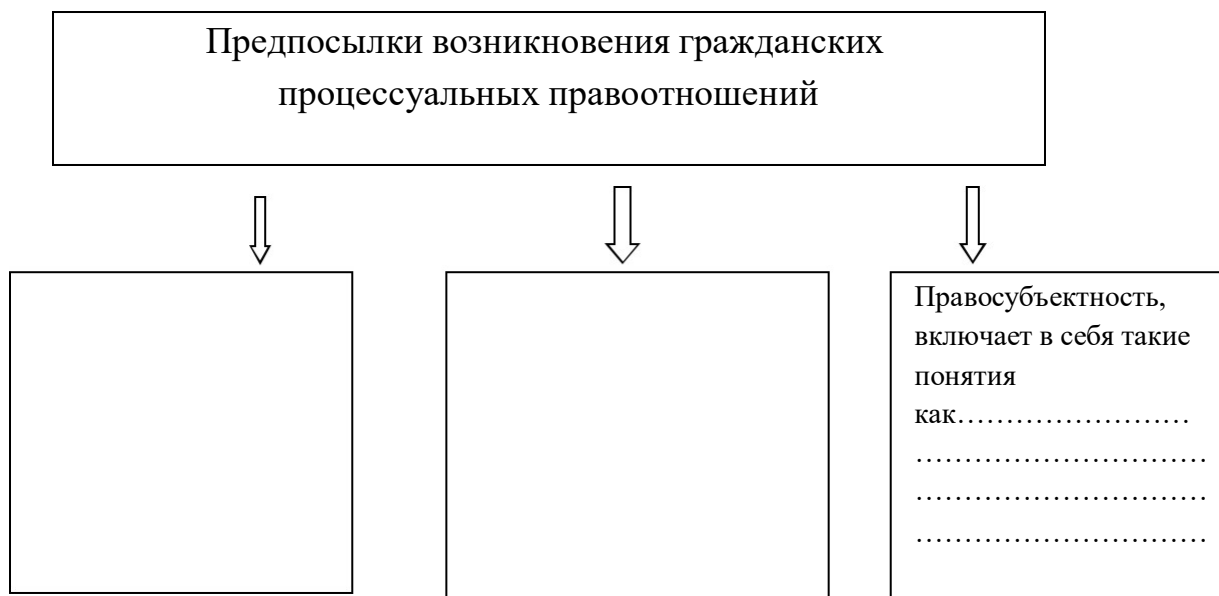 Предпосылки возникновения гражданских
процессуальных правоотношений
Правосубъектность,
включает в себя такие
понятия
как……………………
…………………………
…………………………
…………………………